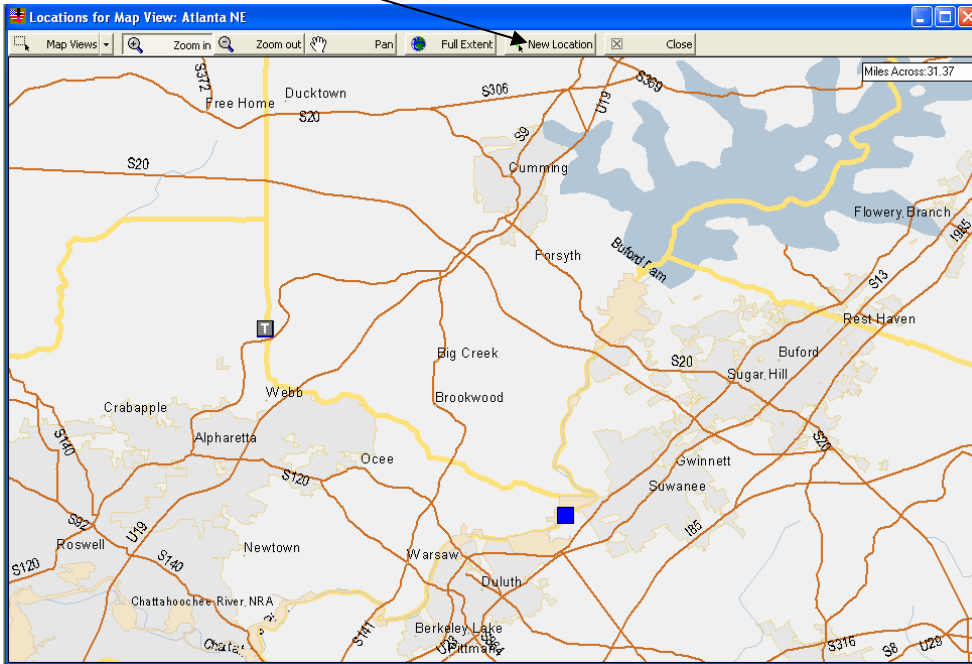 Locations for Map View: Atlanta NE
Map Views Zoom in Zoom out Pan Full Extent New Location Close
Miles Across:31.37
S372
Free Home
Ducktown
S20
S306
S369
U19
S9
S20
Cumming
Flowery Branch
I985
Forsyth
Buford Dam
S13
T
Rest Haven
Big Creek
S20
Buford
Sugar Hill
Webb
Brookwood
Crabapple
S140
Alpharetta
S20
Ocee
Gwinnett
S120
Suwanee
S92
U19
I85
Roswell
Newtown
Warsaw
S120
S140
Duluth
Chattahoochee River, NRA
S141
Berkeley Lake
Pittman
S316
S8
U29